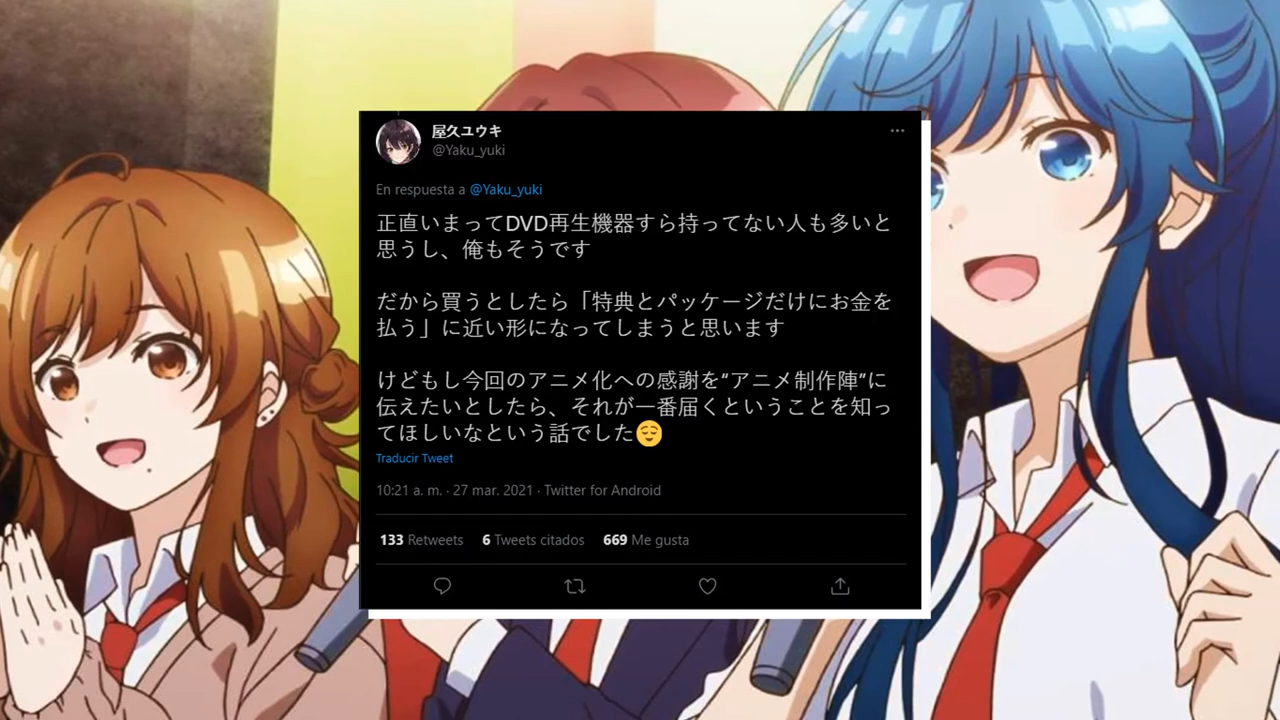 屋久ユウキ
@Yaku_yuki
En respuesta a @Yaku_yuki
正直いまってDVD再生機器すら持ってない人も多いと
思うし、俺もそうです
だから買うとしたら「特典とパッケージだけにお金を
払う」に近い形になってしまうと思います
けどもし今回のアニメ化への感謝を“アニメ制作陣”に
伝えたいとしたら、それが一番届くということを知っ
てほしいなという話でした😌
Traducir Tweet
10:21 a. m. · 27 mar. 2021 · Twitter for Android
133 Retweets 6 Tweets citados 669 Me gusta